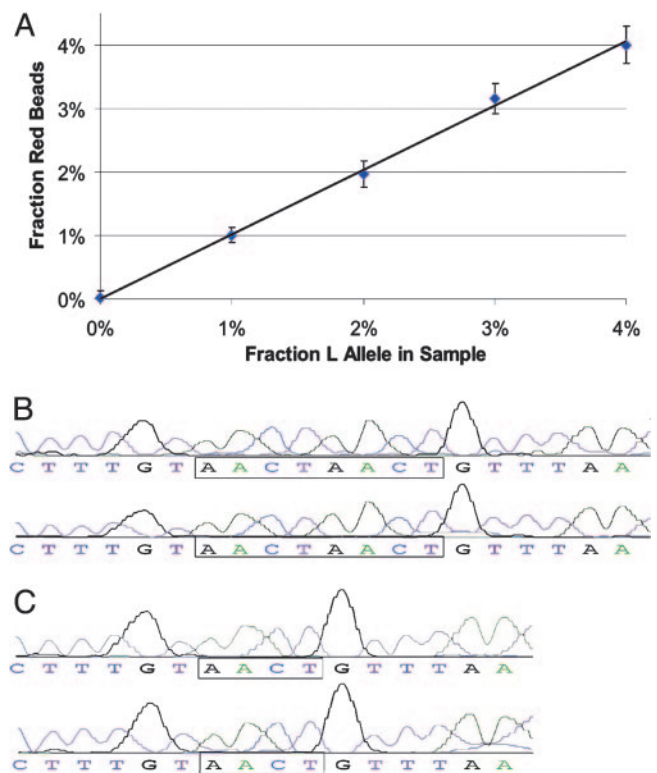 A
4%
3%
2%
1%
0%
Fraction Red Beads
0% 1% 2% 3% 4%
Fraction L Allele in Sample
B
C T T T G T A A C T A A C T G T T T A A
C T T T G T A A C T A A C T G T T T A A
C
C T T T G T A A C T G T T T A A
C T T T G T A A C T G T T T A A